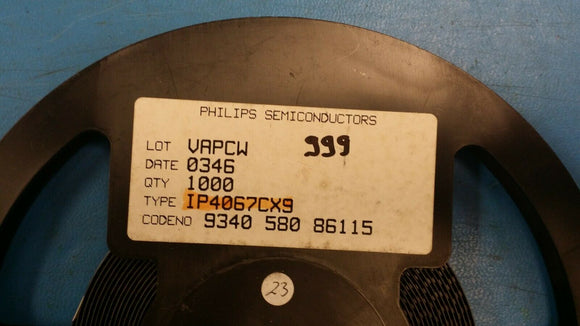 PHILIPS SEMICONDUCTORS
LOT VAPCW 999
DATE 0346
QTY 1000
TYPE IP4067CX9
CODENO 9340 580 86115
23